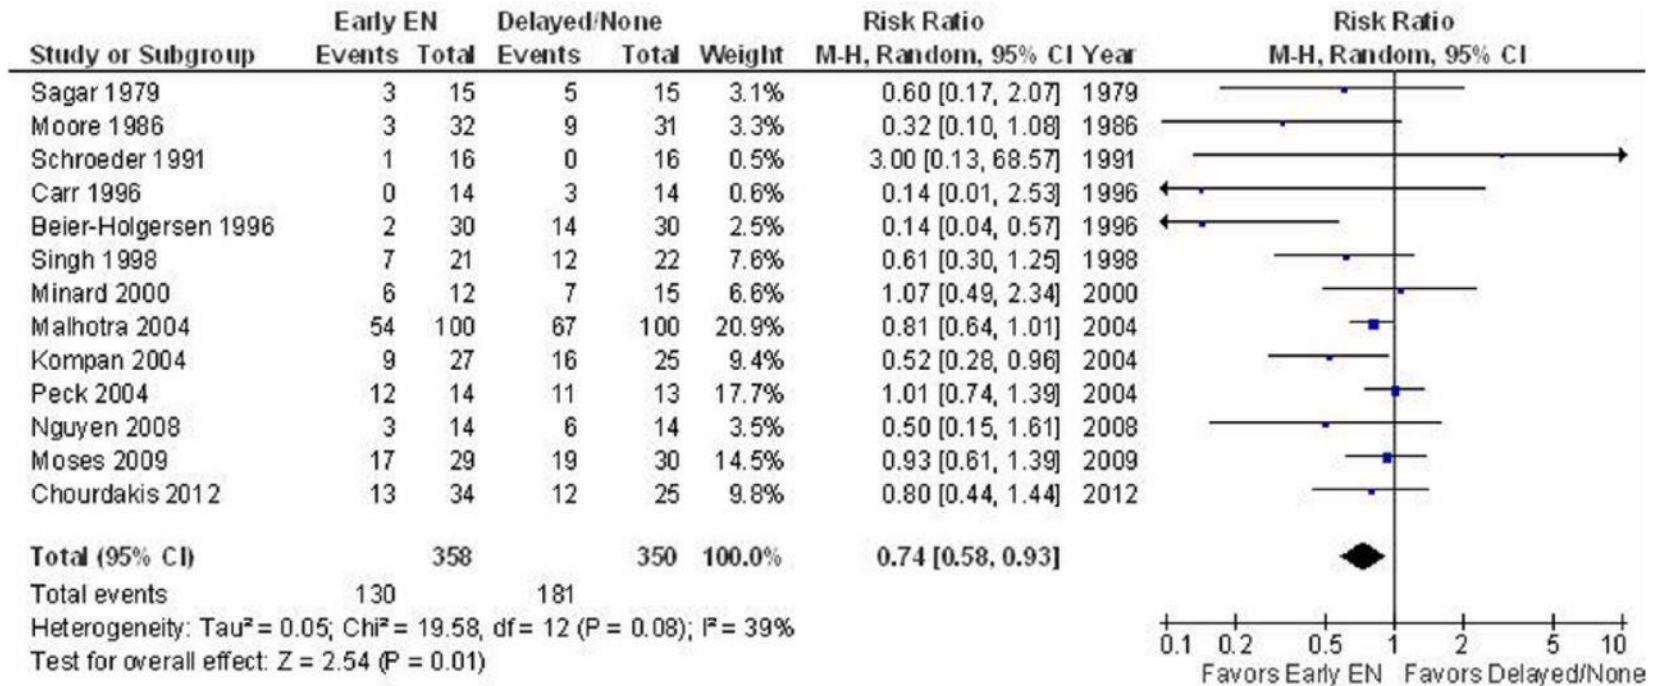 Early EN Delayed/None Risk Ratio Risk Ratio
Study or Subgroup Events Total Events Total Weight M-H, Random, 95% CI Year M-H, Random, 95% CI
Sagar 1979 3 15 5 15 3.1% 0.60 [0.17, 2.07] 1979
Moore 1986 3 32 9 31 3.3% 0.32 [0.10, 1.08] 1986
Schroeder 1991 1 16 0 16 0.5% 3.00 [0.13, 68.57] 1991
Carr 1996 0 14 3 14 0.6% 0.14 [0.01, 2.53] 1996
Beier-Holgersen 1996 2 30 14 30 2.5% 0.14 [0.04, 0.57] 1996
Singh 1998 7 21 12 22 7.6% 0.61 [0.30, 1.25] 1998
Minard 2000 6 12 7 15 6.6% 1.07 [0.49, 2.34] 2000
Malhotra 2004 54 100 67 100 20.9% 0.81 [0.64, 1.01] 2004
Kompan 2004 9 27 16 25 9.4% 0.52 [0.28, 0.96] 2004
Peck 2004 12 14 11 13 17.7% 1.01 [0.74, 1.39] 2004
Nguyen 2008 3 14 6 14 3.5% 0.50 [0.15, 1.61] 2008
Moses 2009 17 29 19 30 14.5% 0.93 [0.61, 1.39] 2009
Chourdakis 2012 13 34 12 25 9.8% 0.80 [0.44, 1.44] 2012
Total (95% CI) 358 350 100.0% 0.74 [0.58, 0.93]
Total events 130 181
Heterogeneity: Tau² = 0.05; Chi² = 19.58, df = 12 (P = 0.08); I² = 39%
Test for overall effect: Z = 2.54 (P = 0.01)
0.1 0.2 0.5 1 2 5 10
Favors Early EN Favors Delayed/None